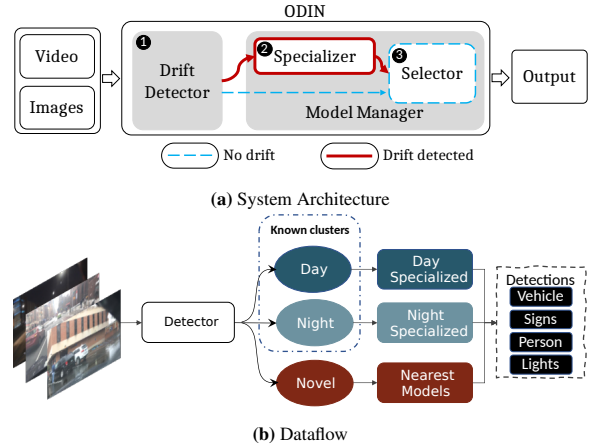 ODIN
Video
Images
1
Drift
Detector
2
Specializer
3
Selector
Model Manager
Output
No drift
Drift detected
(a) System Architecture
Known clusters
Day
Night
Novel
Detector
Day
Specialized
Night
Specialized
Nearest
Models
Detections
Vehicle
Signs
Person
Lights
(b) Dataflow